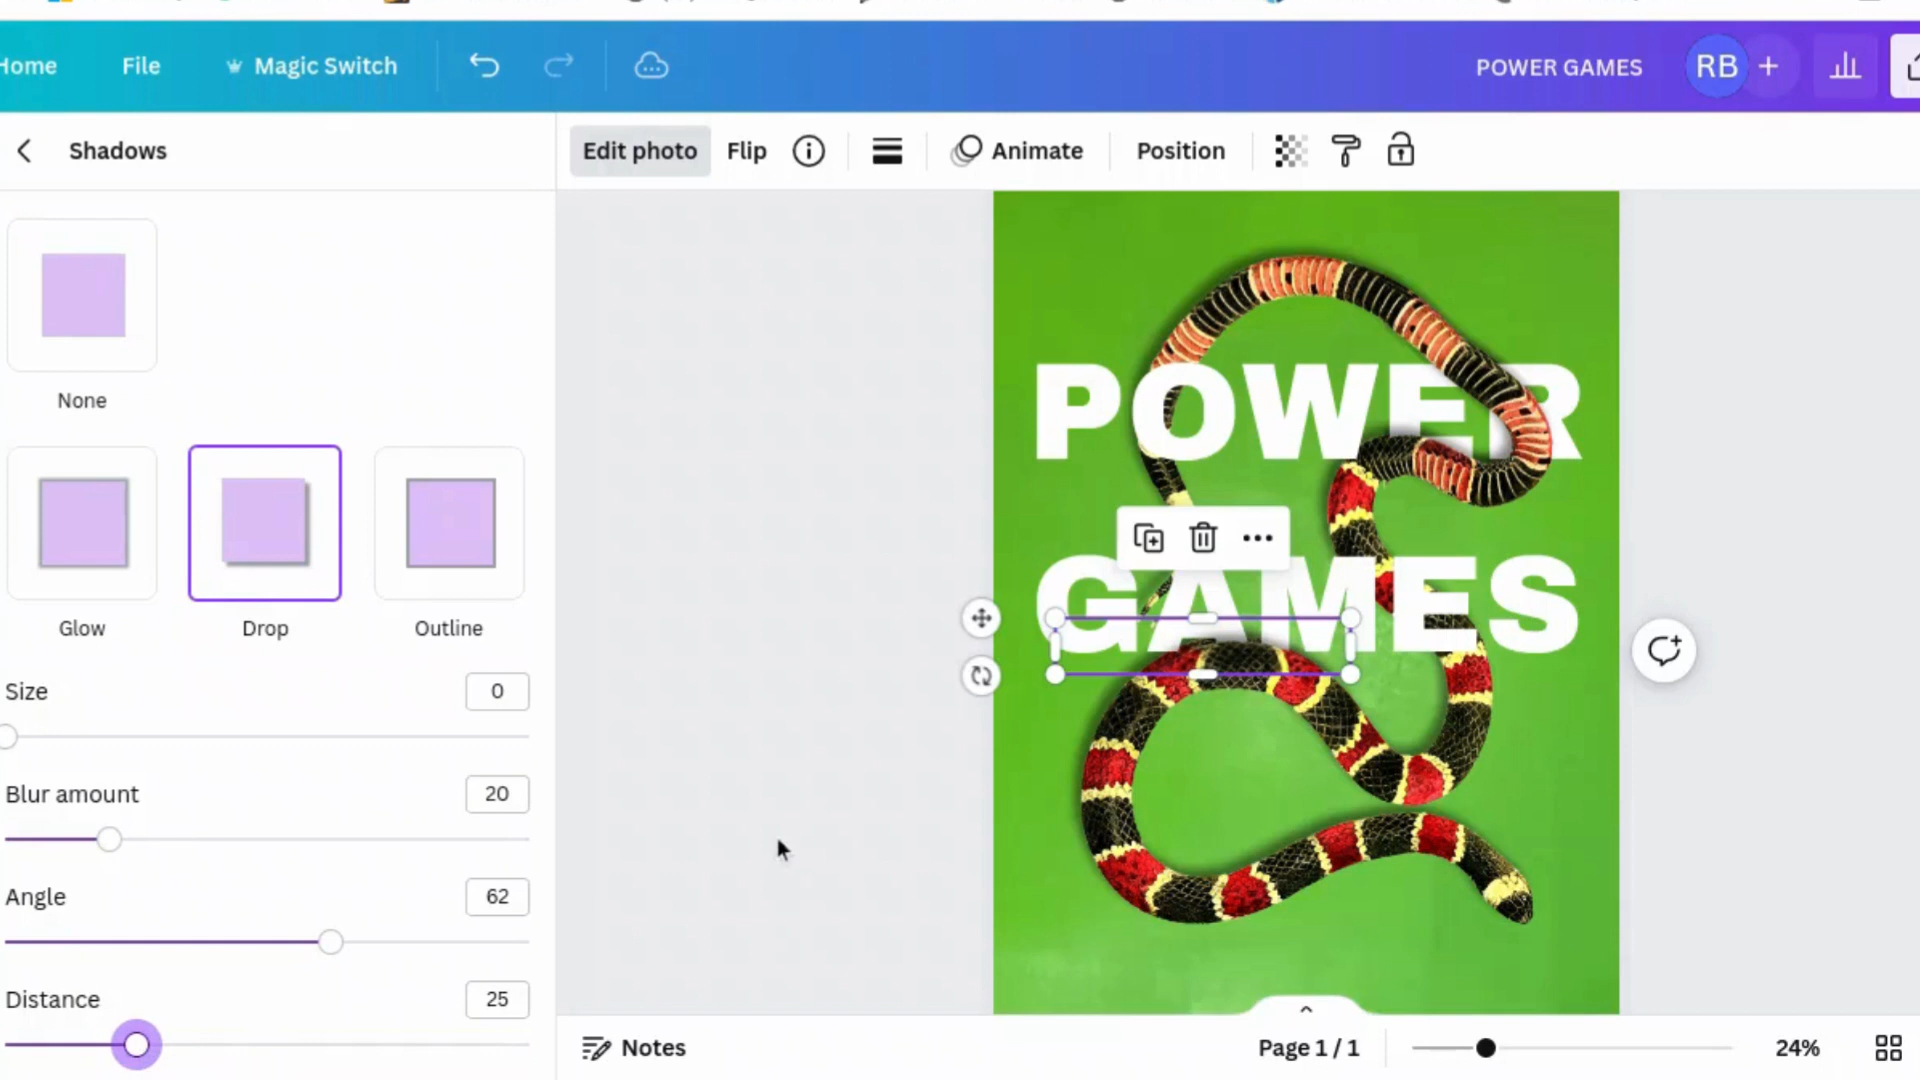 Home File Magic Switch POWER GAMES RB +
Shadows
Edit photo Flip Animate Position
None
Glow Drop Outline
Size 0
Blur amount 20
Angle 62
Distance 25
POWER
GAMES
Notes Page 1 / 1 24%